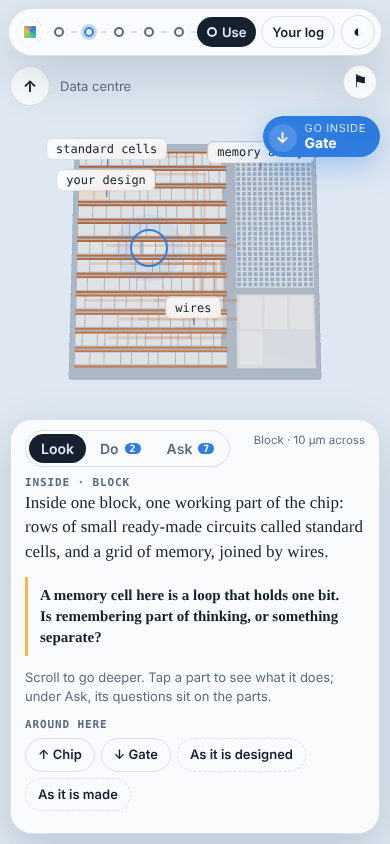 Use
Your log
Data centre
GO INSIDE
Gate
standard cells
memory
your design
wires
Look
Do 2
Ask 7
Block · 10 µm across
INSIDE · BLOCK
Inside one block, one working part of the chip:
rows of small ready-made circuits called standard
cells, and a grid of memory, joined by wires.
A memory cell here is a loop that holds one bit.
Is remembering part of thinking, or something
separate?
Scroll to go deeper. Tap a part to see what it does;
under Ask, its questions sit on the parts.
AROUND HERE
↑ Chip
↓ Gate
As it is designed
As it is made